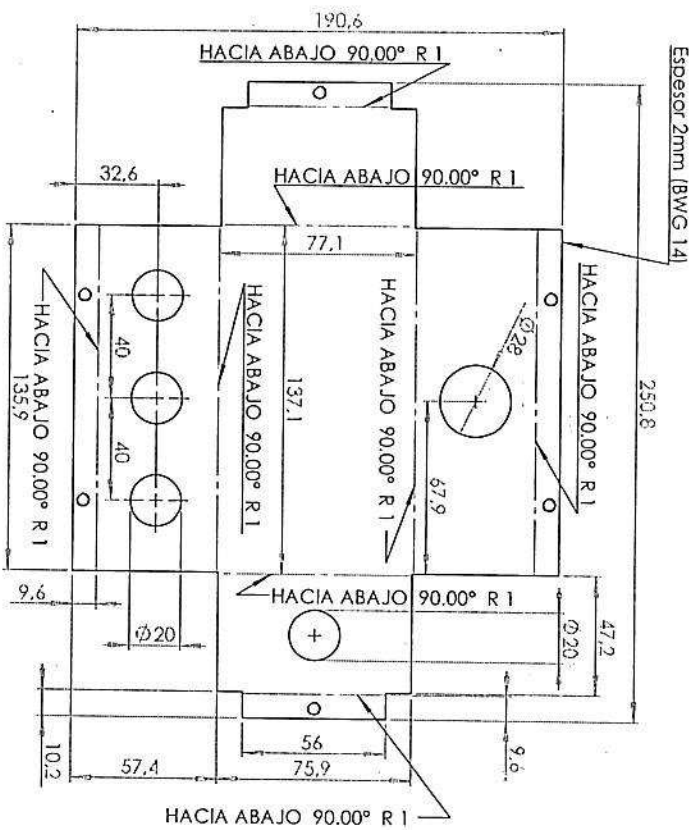 190,6
HACIA ABAJO 90.00° R 1
Espesor 2mm (BWG 14)
32,6
HACIA ABAJO 90.00° R 1
77,1
HACIA ABAJO 90.00° R 1
HACIA ABAJO 90.00° R 1
HACIA ABAJO 90.00° R 1
HACIA ABAJO 90.00° R 1
Ø28
40
40
137,1
135,9
250,8
67,9
HACIA ABAJO 90.00° R 1
9,6
Ø20
Ø20
47,2
56
9,6
10,2
57,4
75,9
HACIA ABAJO 90.00° R 1